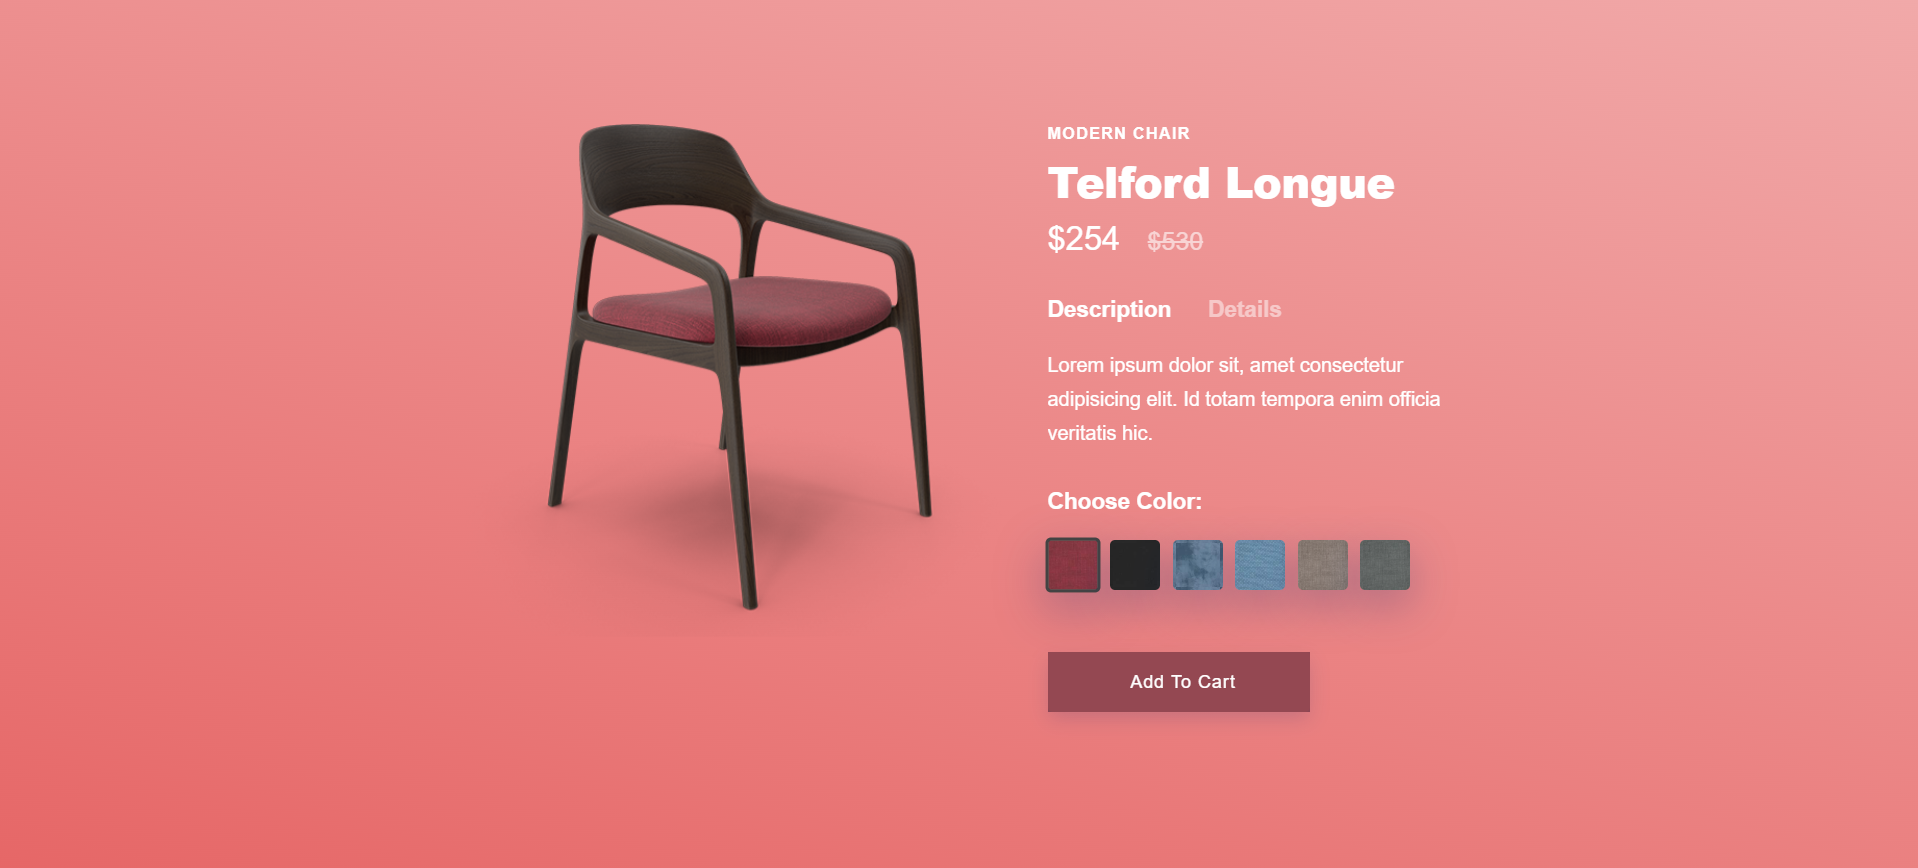 MODERN CHAIR
Telford Longue
$254 $530
Description Details
Lorem ipsum dolor sit, amet consectetur
adipisicing elit. Id totam tempora enim officia
veritatis hic.
Choose Color:
Add To Cart